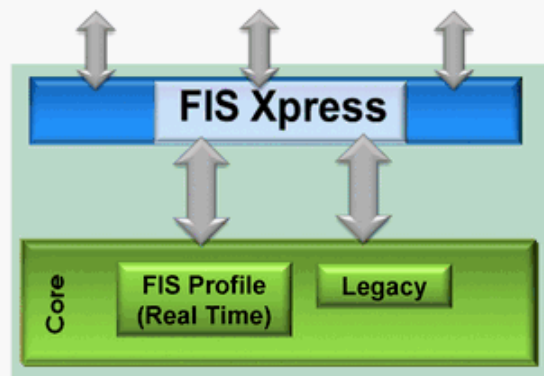 FIS Xpress
Core
FIS Profile
(Real Time)
Legacy